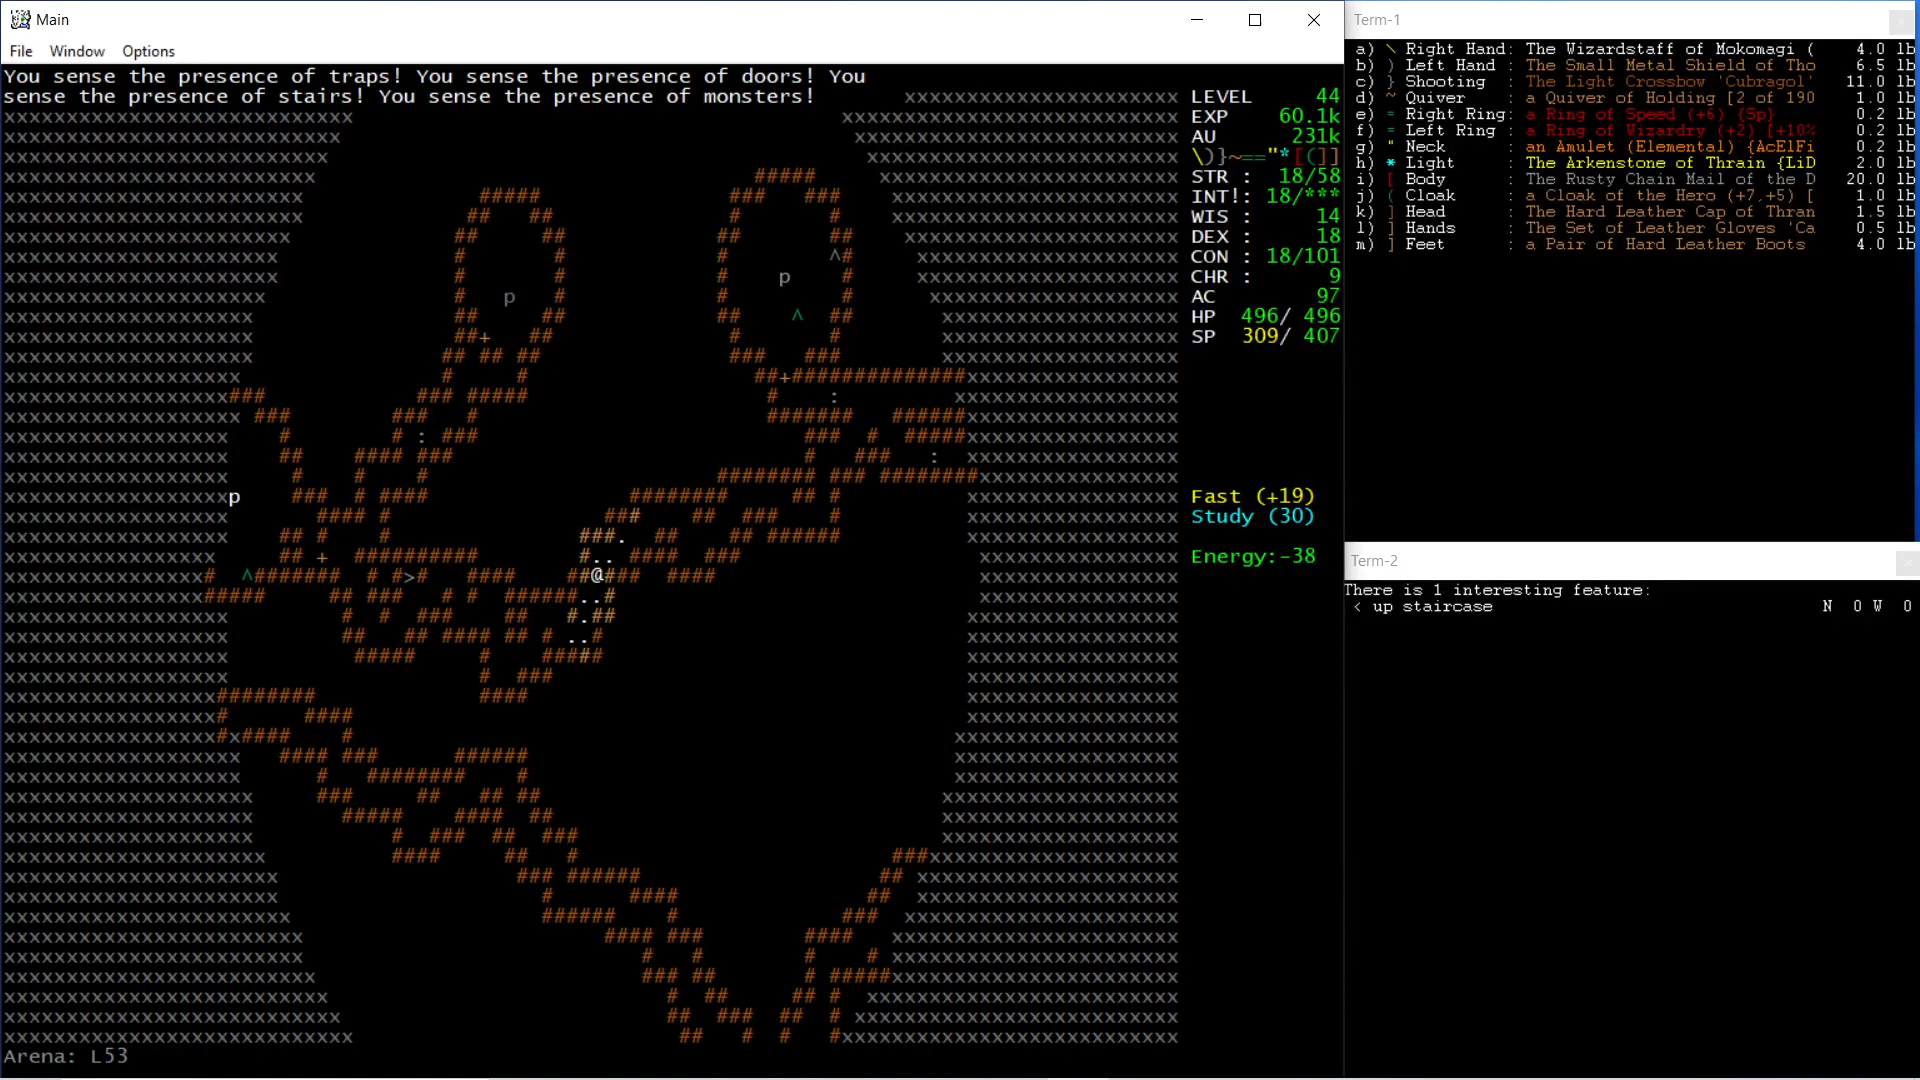 Main
File Window Options
You sense the presence of traps! You sense the presence of doors! You
sense the presence of stairs! You sense the presence of monsters!
LEVEL 44
EXP 60.1k
AU 231k
\)}~=="*[(]]
STR : 18/58
INT!: 18/***
WIS : 14
DEX : 18
CON : 18/101
CHR : 9
AC 97
HP 496/ 496
SP 309/ 407
Fast (+19)
Study (30)
Energy:-38
Arena: L53
Term-1
a) \ Right Hand: The Wizardstaff of Mokomagi ( 4.0 lb
b) ) Left Hand : The Small Metal Shield of Tho 6.5 lb
c) } Shooting : The Light Crossbow 'Cubragol' 11.0 lb
d) ~ Quiver : a Quiver of Holding [2 of 190 1.0 lb
e) = Right Ring: a Ring of Speed (+6) {Sp} 0.2 lb
f) = Left Ring : a Ring of Wizardry (+2) [+10% 0.2 lb
g) " Neck : an Amulet (Elemental) {AcElFi 0.2 lb
h) * Light : The Arkenstone of Thrain {LiD 2.0 lb
i) [ Body : The Rusty Chain Mail of the D 20.0 lb
j) ( Cloak : a Cloak of the Hero (+7,+5) [ 1.0 lb
k) ] Head : The Hard Leather Cap of Thran 1.5 lb
l) ] Hands : The Set of Leather Gloves 'Ca 0.5 lb
m) ] Feet : a Pair of Hard Leather Boots 4.0 lb
Term-2
There is 1 interesting feature:
< up staircase N 0 W 0